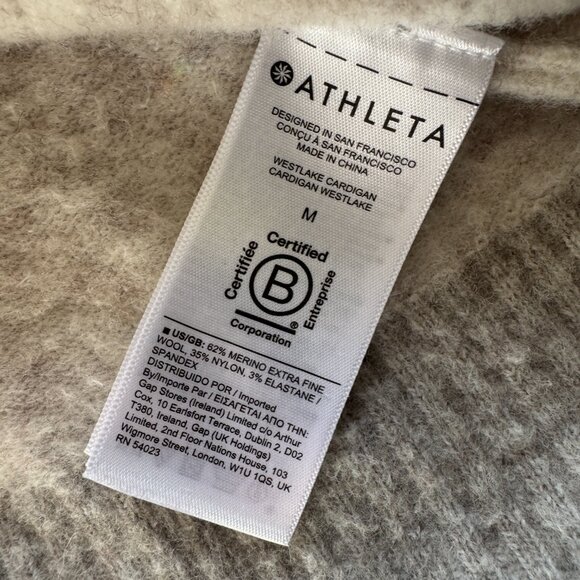 ATHLETA
DESIGNED IN SAN FRANCISCO
CONÇU À SAN FRANCISCO
MADE IN CHINA
WESTLAKE CARDIGAN
CARDIGAN WESTLAKE
M
Certified
Certifiée
B
Entreprise
®
Corporation
■ US/GB: 62% MERINO EXTRA FINE
WOOL, 35% NYLON, 3% ELASTANE /
SPANDEX
DISTRIBUIDO POR / Imported
By/Importe Par / ΕΙΣΑΓΕΤΑΙ ΑΠΟ ΤΗΝ:
Gap Stores (Ireland) Limited c/o Arthur
Cox, 10 Earlsfort Terrace, Dublin 2, D02
T380, Ireland, Gap (UK Holdings)
Limited, 2nd Floor Nations House, 103
Wigmore Street, London, W1U 1QS, UK
RN 54023